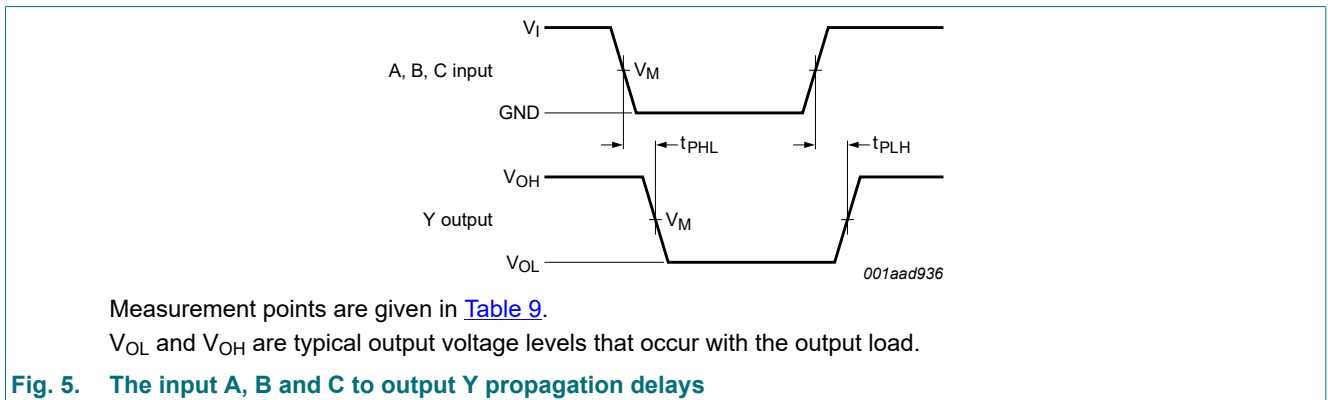 VI
A, B, C input
VM
GND
tPHL
tPLH
VOH
Y output
VM
VOL
001aad936
Measurement points are given in Table 9.
VOL and VOH are typical output voltage levels that occur with the output load.
Fig. 5. The input A, B and C to output Y propagation delays